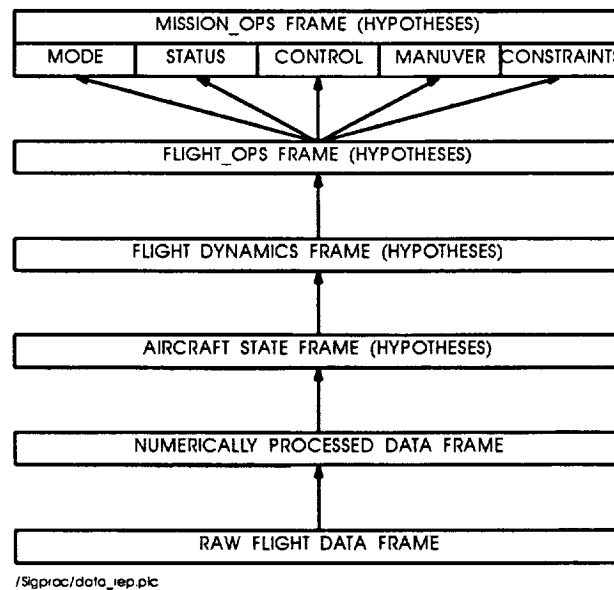 MISSION_OPS FRAME (HYPOTHESES)
MODE STATUS CONTROL MANUVER CONSTRAINTS
FLIGHT_OPS FRAME (HYPOTHESES)
FLIGHT DYNAMICS FRAME (HYPOTHESES)
AIRCRAFT STATE FRAME (HYPOTHESES)
NUMERICALLY PROCESSED DATA FRAME
RAW FLIGHT DATA FRAME
/Sigproc/data_rep.pic